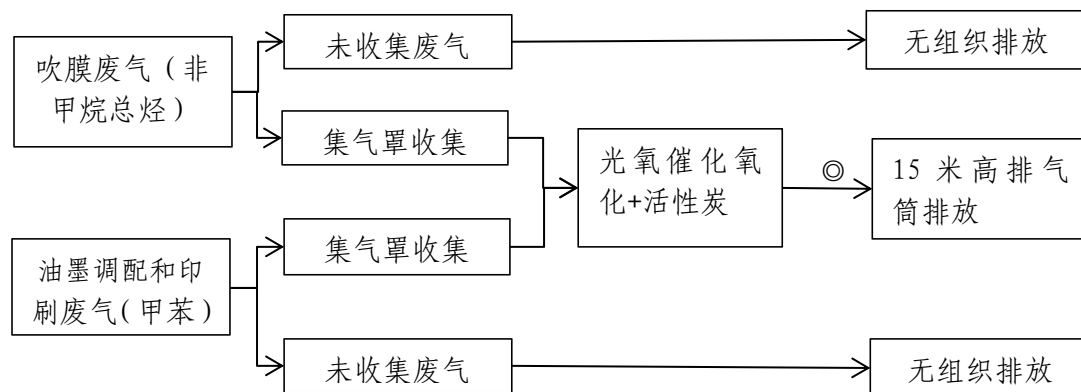 未收集废气
无组织排放
吹膜废气（非
甲烷总烃）
集气罩收集
光氧催化氧
化+活性炭
◎
15 米高排气
筒排放
集气罩收集
油墨调配和印
刷废气(甲苯)
未收集废气
无组织排放